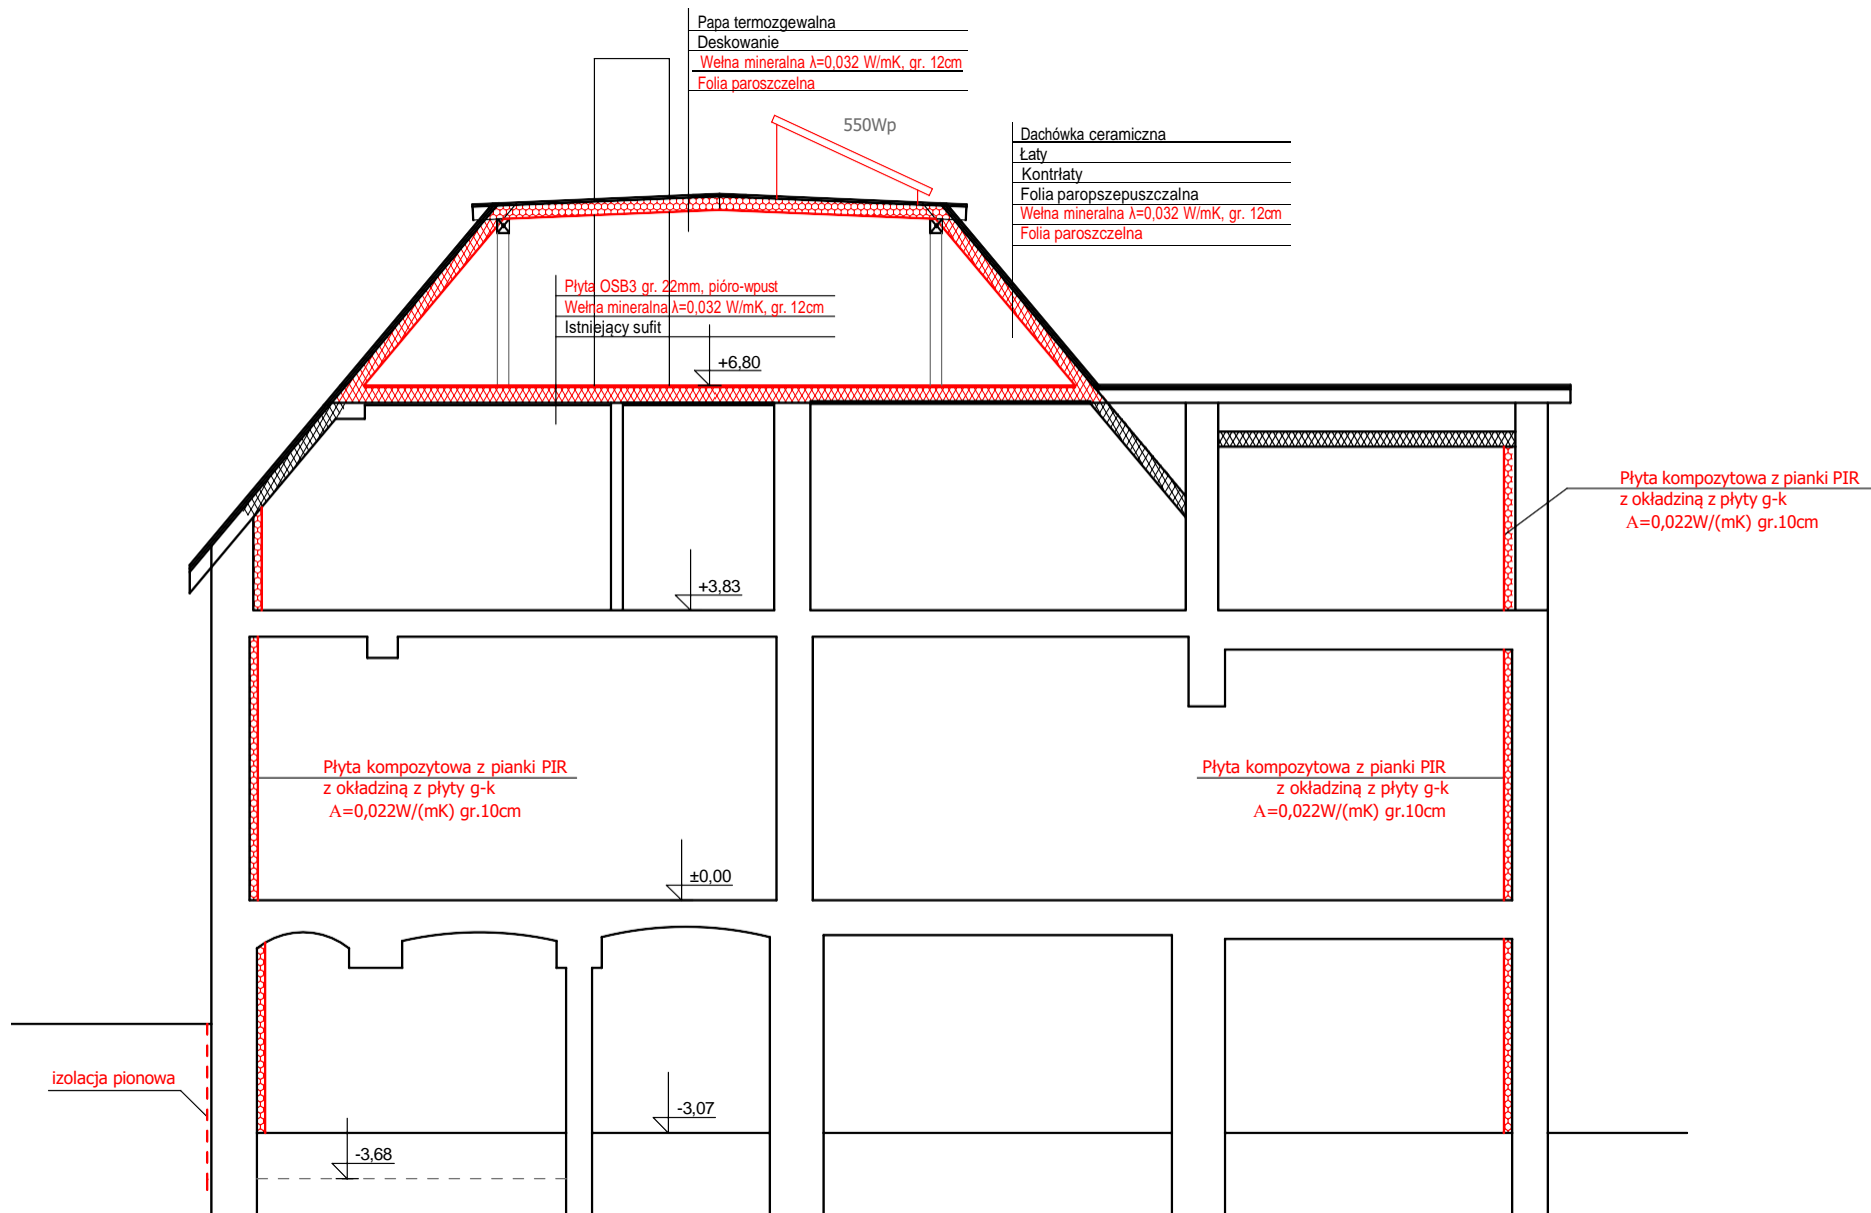 Papa termozgewalna
Deskowanie
Wełna mineralna λ=0,032 W/mK, gr. 12cm
Folia paroszczelna
550Wp
Dachówka ceramiczna
Łaty
Kontrłaty
Folia paropszepuszczalna
Wełna mineralna λ=0,032 W/mK, gr. 12cm
Folia paroszczelna
Płyta OSB3 gr. 22mm, pióro-wpust
Wełna mineralna λ=0,032 W/mK, gr. 12cm
Istniejący sufit
+6,80
Płyta kompozytowa z pianki PIR
z okładziną z płyty g-k
Α=0,022W/(mK) gr.10cm
+3,83
Płyta kompozytowa z pianki PIR
z okładziną z płyty g-k
Α=0,022W/(mK) gr.10cm
Płyta kompozytowa z pianki PIR
z okładziną z płyty g-k
Α=0,022W/(mK) gr.10cm
±0,00
izolacja pionowa
-3,07
-3,68